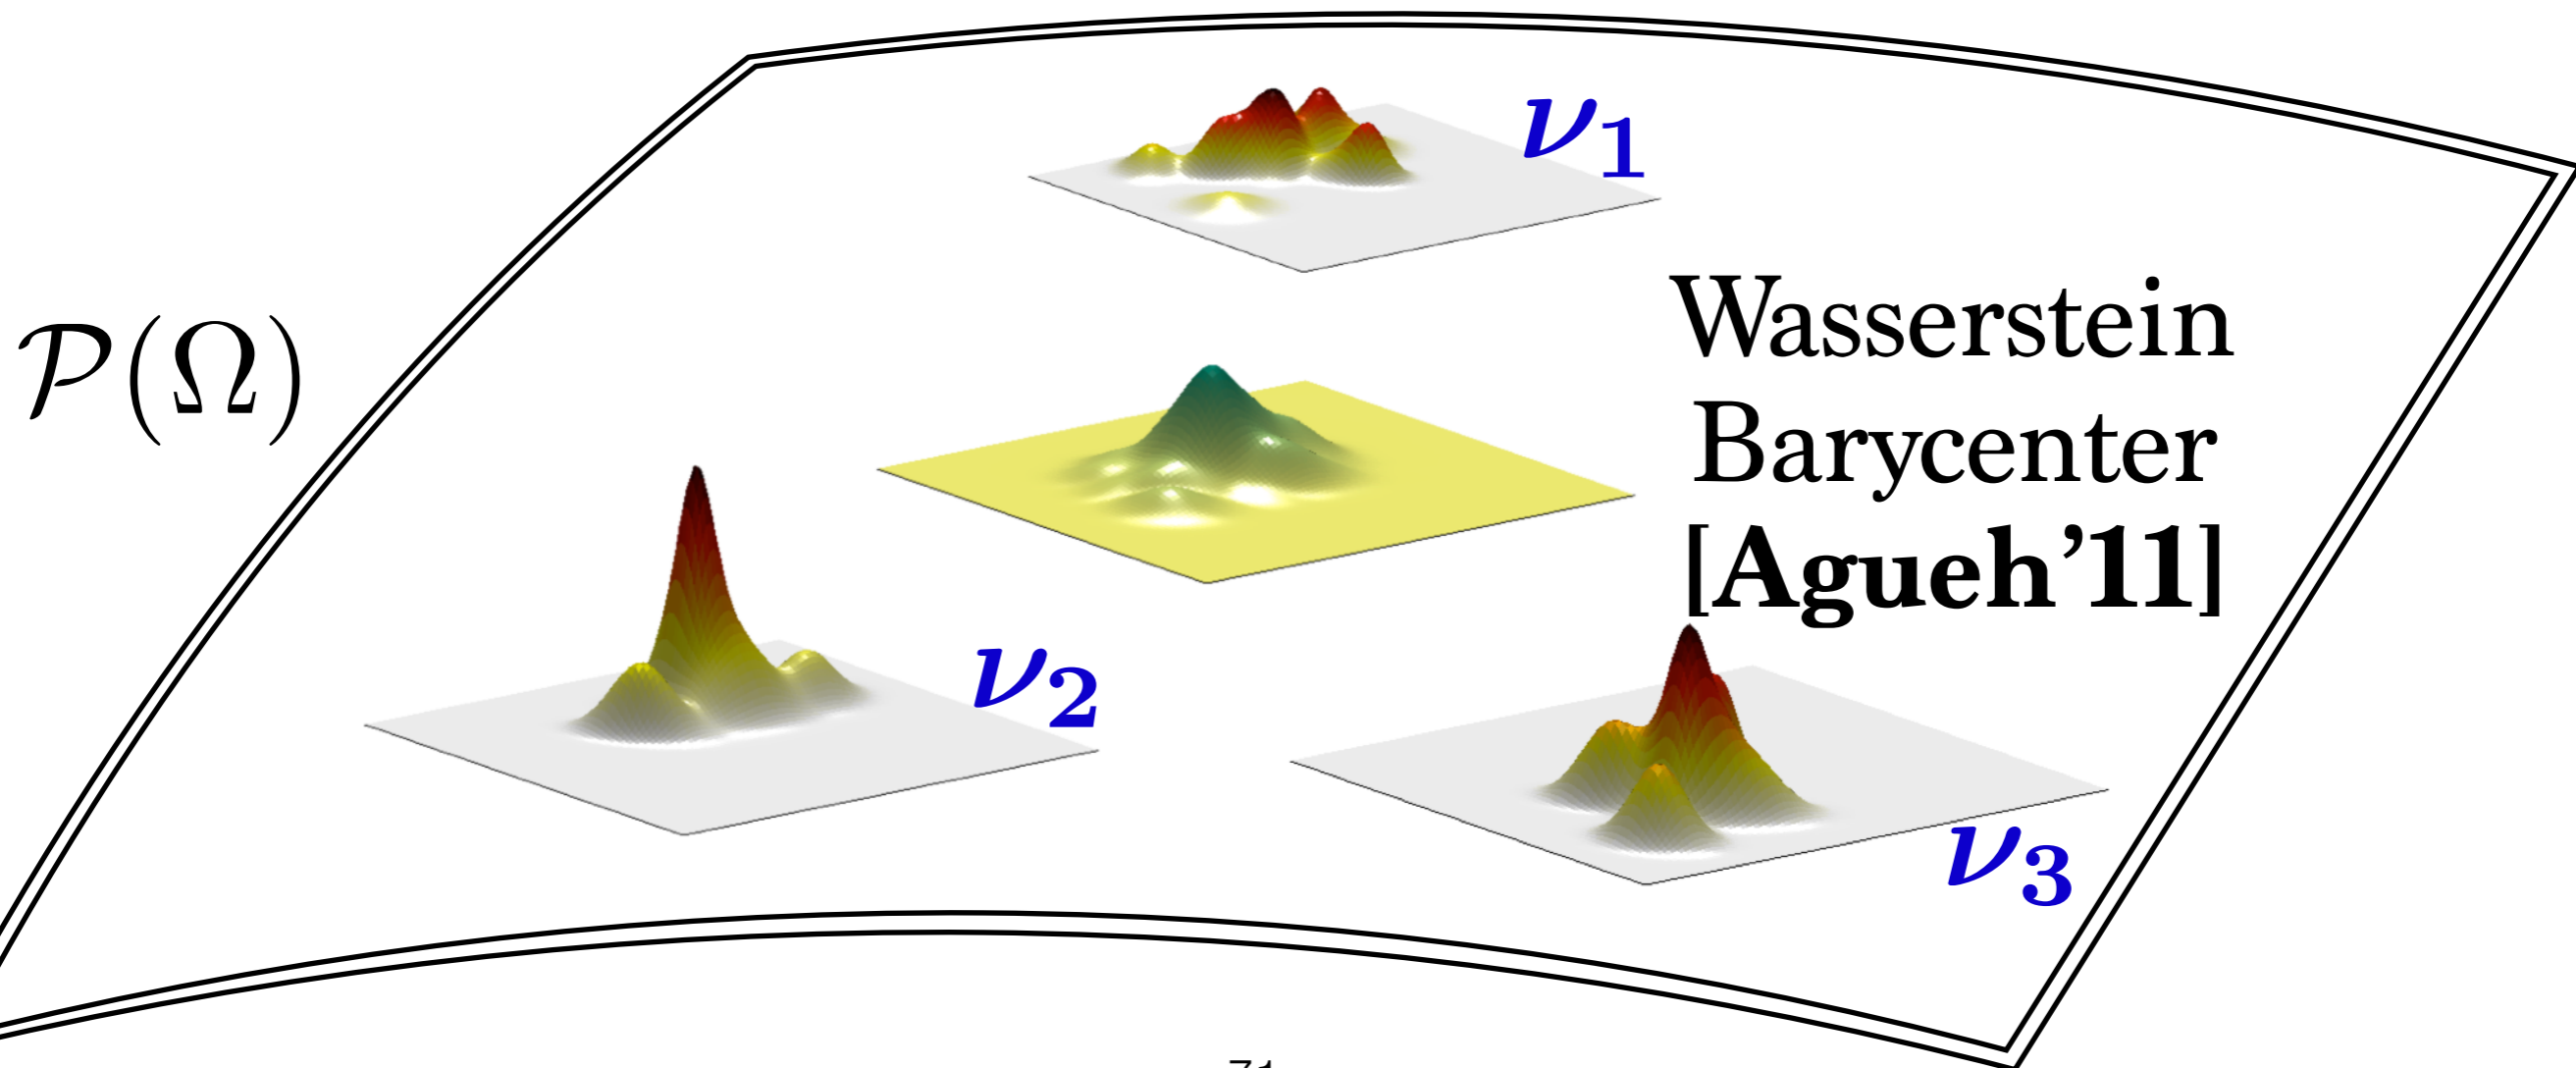 𝒫(Ω)
ν₁
Wasserstein
Barycenter
[Agueh’11]
ν₂
ν₃